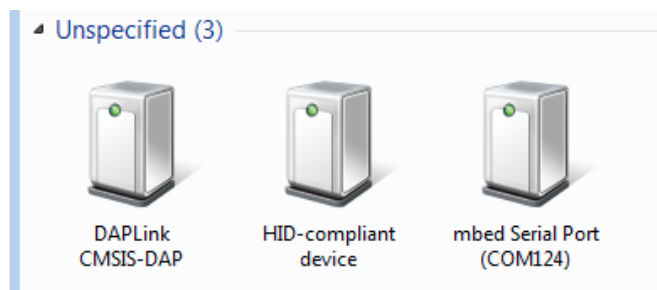 Unspecified (3)
DAPLink
CMSIS-DAP
HID-compliant
device
mbed Serial Port
(COM124)